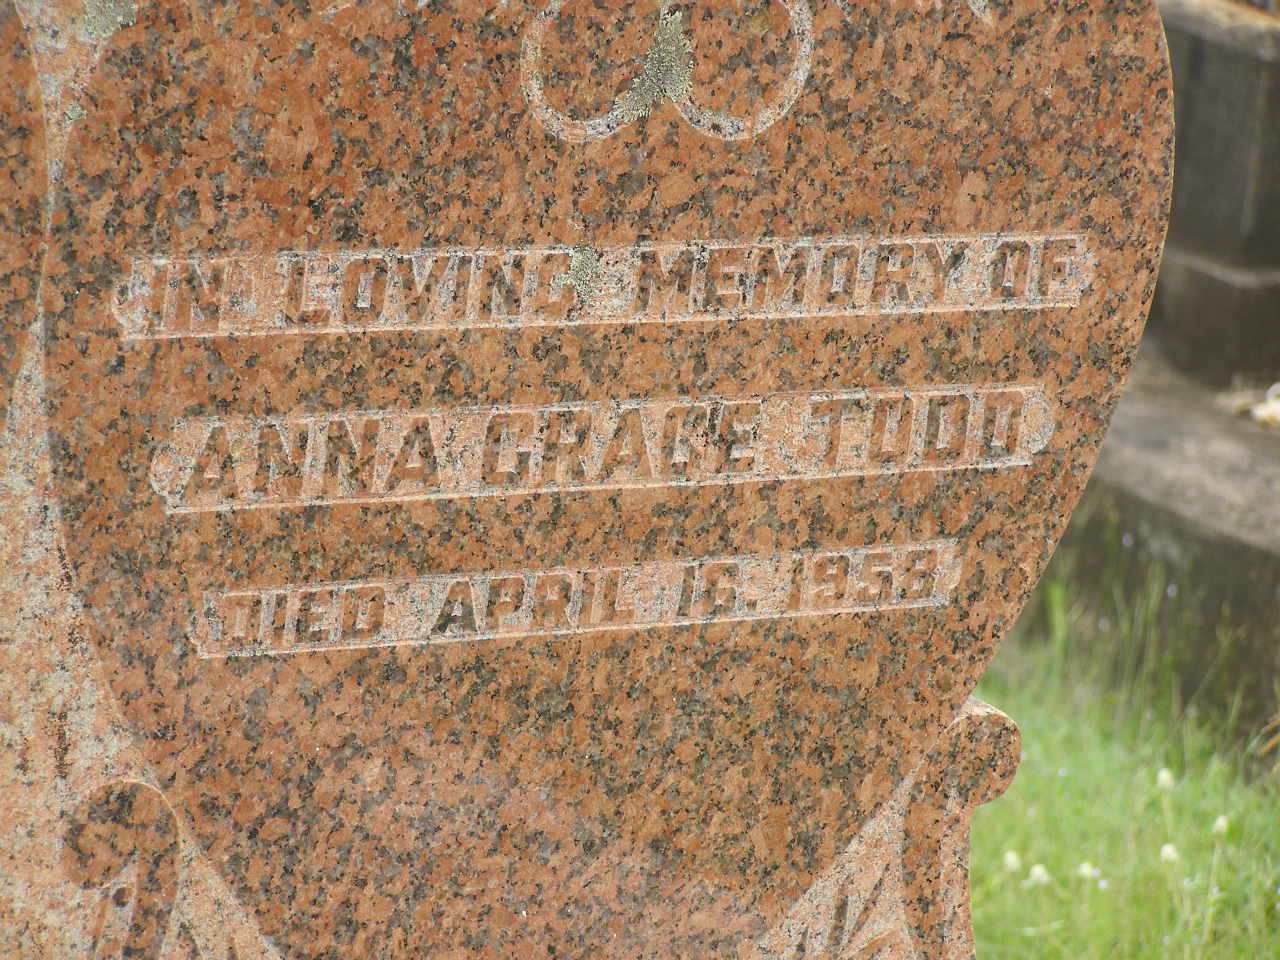 IN LOVING MEMORY OF
ANNA GRACE TODD
DIED APRIL 16. 1958